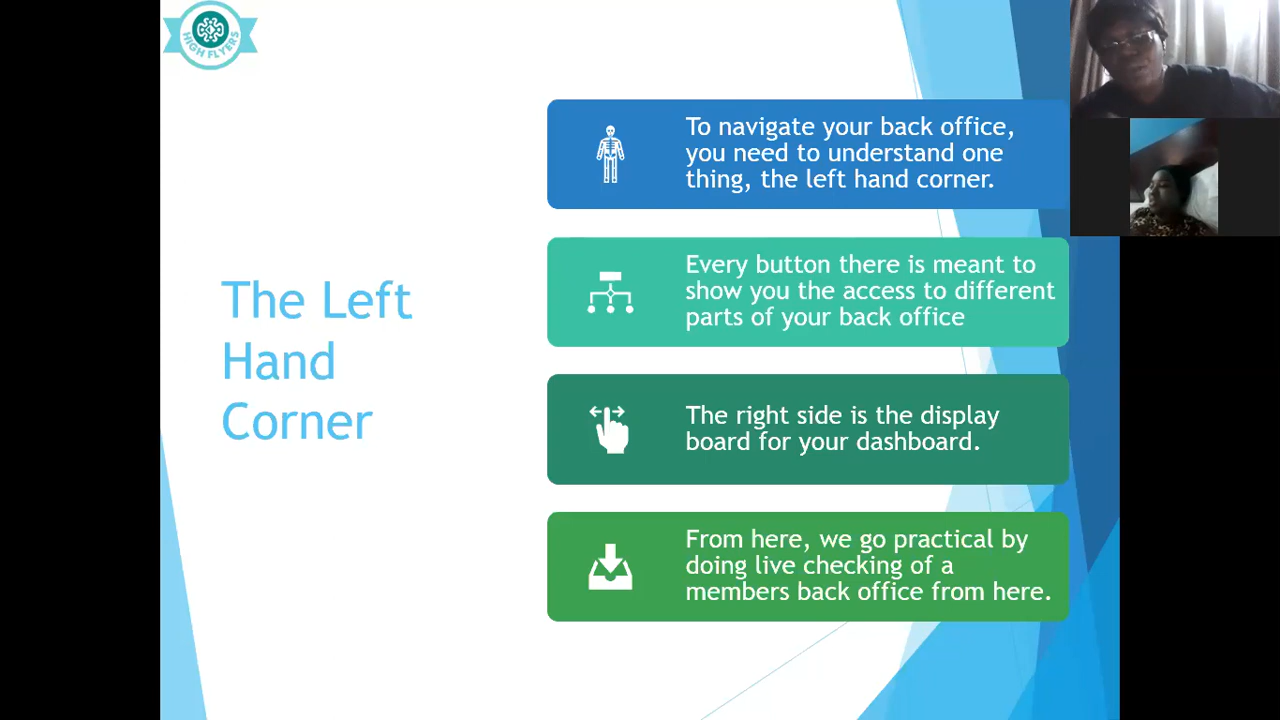 HIGH FLYERS
The Left
Hand
Corner
To navigate your back office,
you need to understand one
thing, the left hand corner.
Every button there is meant to
show you the access to different
parts of your back office
The right side is the display
board for your dashboard.
From here, we go practical by
doing live checking of a
members back office from here.